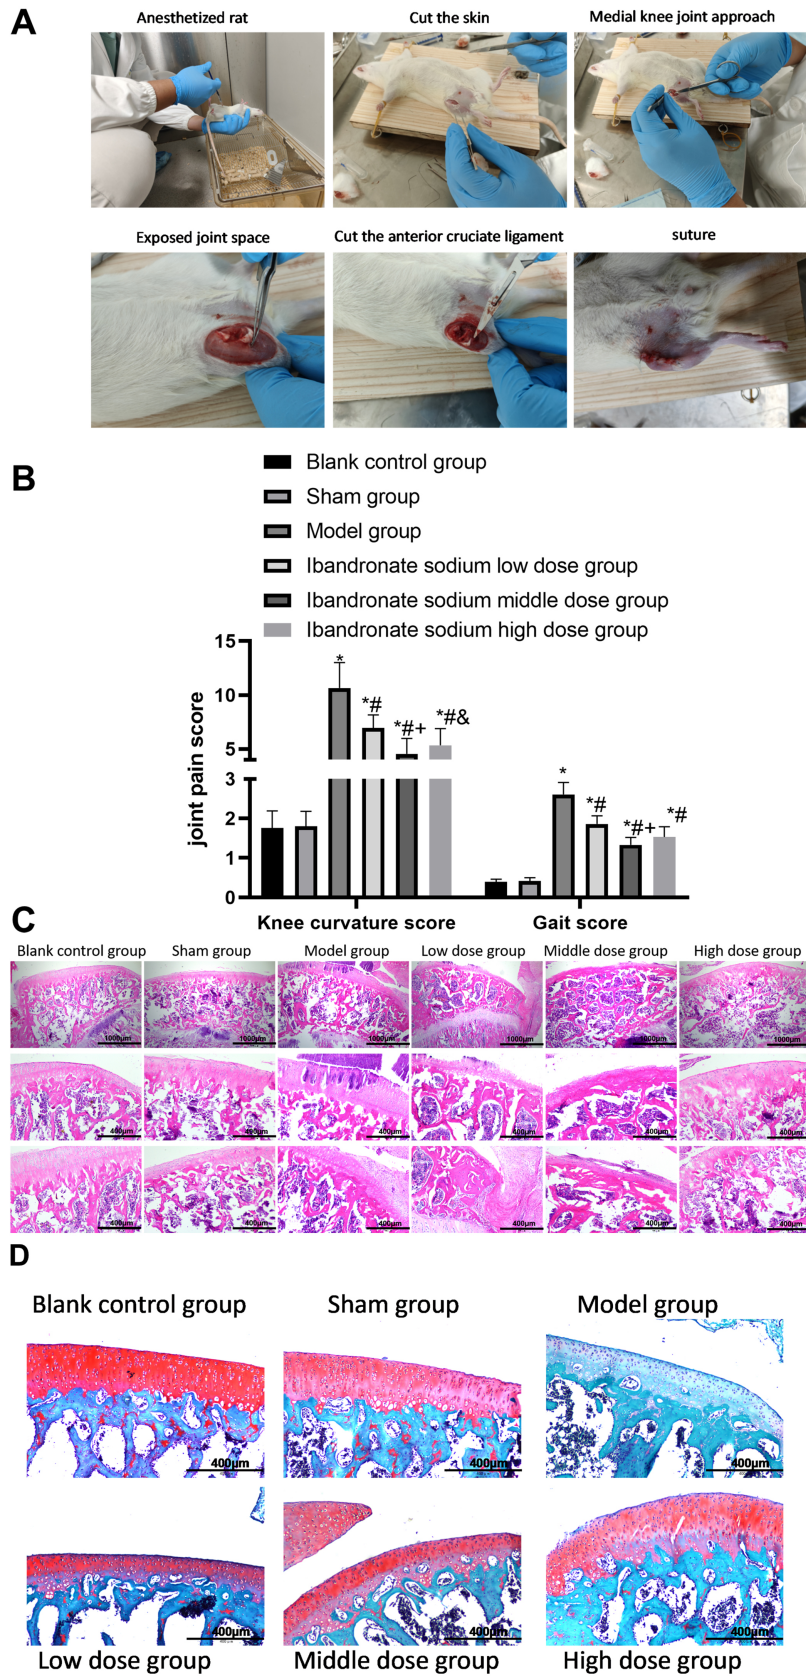 A
Anesthetized rat
Cut the skin
Medial knee joint approach
Exposed joint space
Cut the anterior cruciate ligament
suture
B
Blank control group
Sham group
Model group
Ibandronate sodium low dose group
Ibandronate sodium middle dose group
Ibandronate sodium high dose group
joint pain score
15
10
5
3
2
1
0
*
*#
*#+
*#&
*
*#
*#+
*#
Knee curvature score
Gait score
C
Blank control group
Sham group
Model group
Low dose group
Middle dose group
High dose group
1000μm
1000μm
1000μm
1000μm
1000μm
1000μm
400μm
400μm
400μm
400μm
400μm
400μm
400μm
400μm
400μm
400μm
400μm
400μm
D
Blank control group
Sham group
Model group
400μm
400μm
400μm
400μm
400μm
400μm
Low dose group
Middle dose group
High dose group